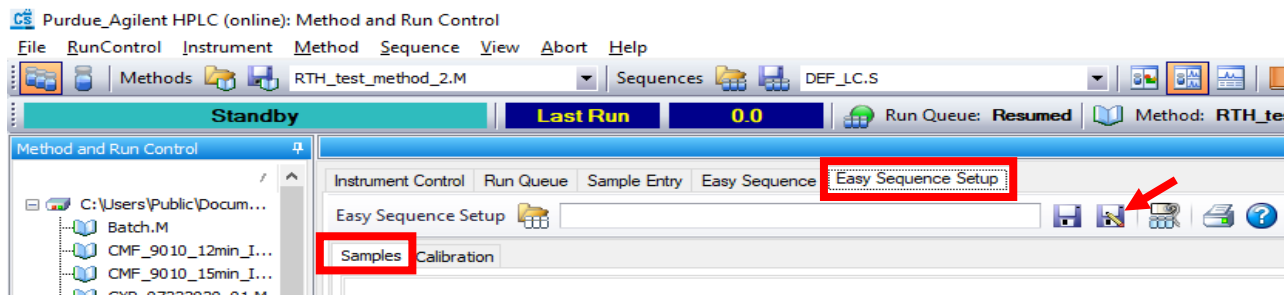 CS Purdue_Agilent HPLC (online): Method and Run Control
File RunControl Instrument Method Sequence View Abort Help
Methods RTH_test_method_2.M Sequences DEF_LC.S
Standby Last Run 0.0 Run Queue: Resumed Method: RTH_te
Method and Run Control
Instrument Control Run Queue Sample Entry Easy Sequence Easy Sequence Setup
C:\Users\Public\Docum...
Easy Sequence Setup
Batch.M
CMF_9010_12min_I...
Samples Calibration
CMF_9010_15min_I...